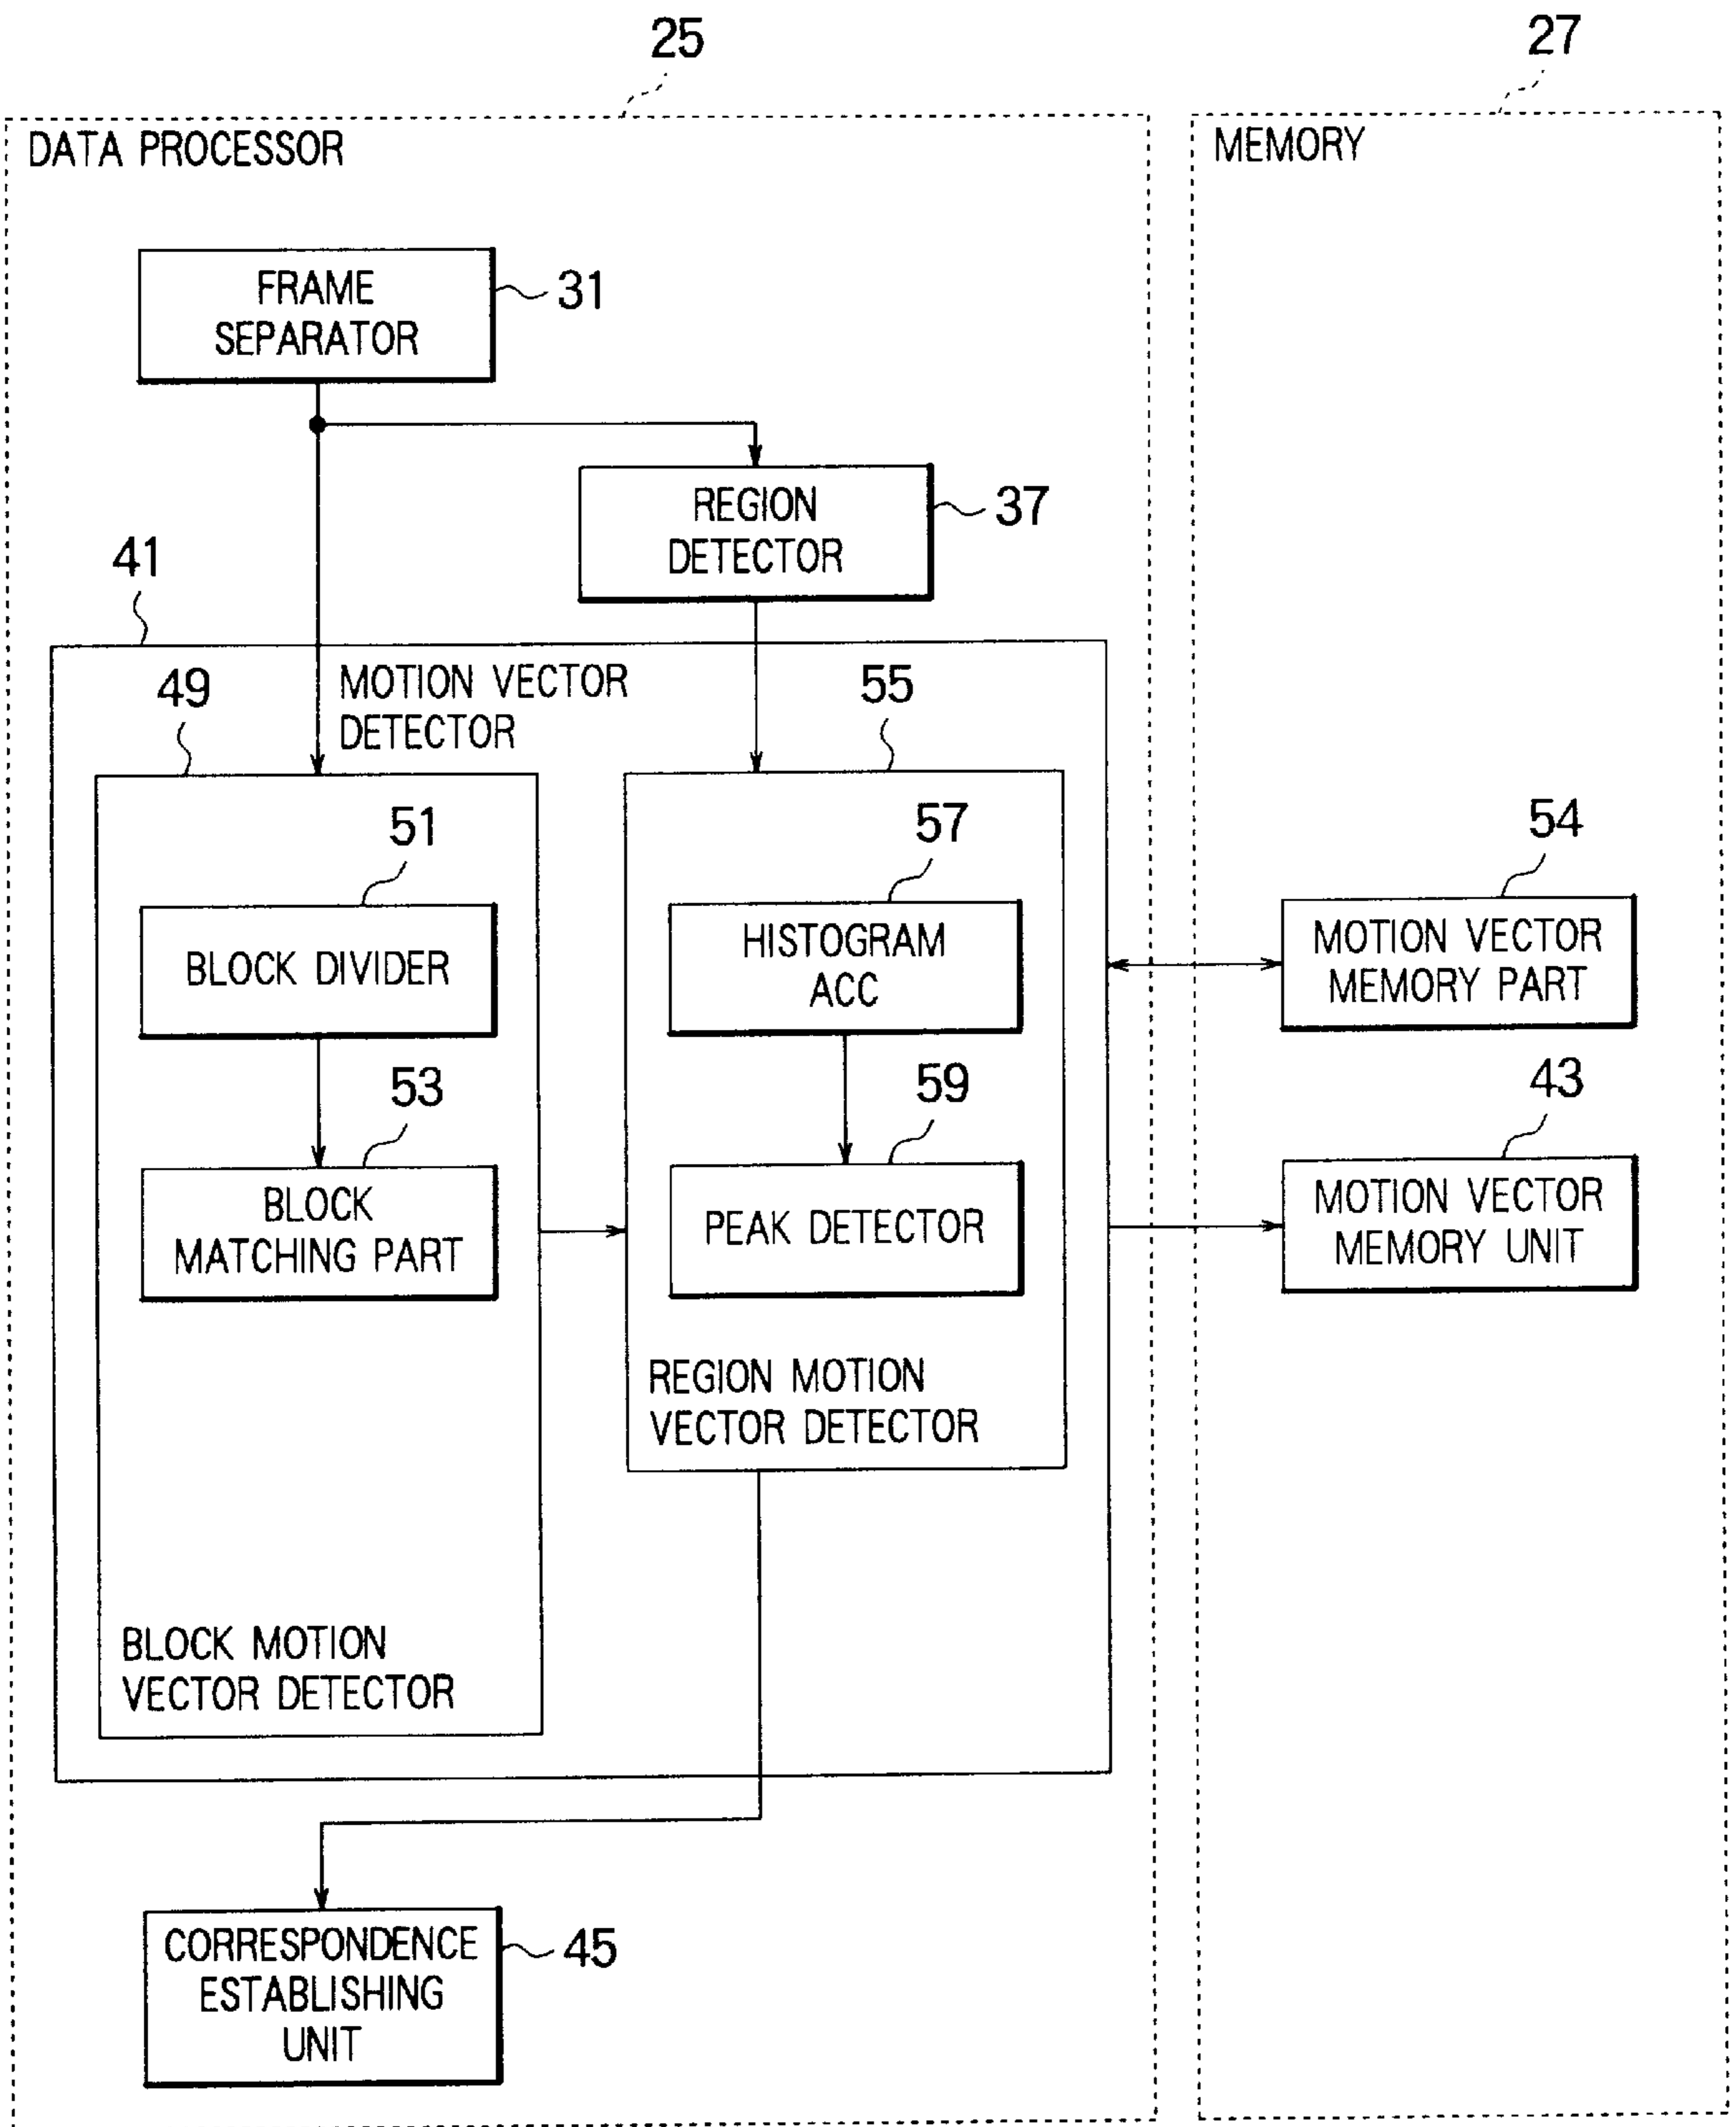 25
27
DATA PROCESSOR
MEMORY
FRAME
SEPARATOR
31
REGION
DETECTOR
37
41
MOTION VECTOR
DETECTOR
49
55
51
57
BLOCK DIVIDER
HISTOGRAM
ACC
54
MOTION VECTOR
MEMORY PART
53
59
43
BLOCK
MATCHING PART
PEAK DETECTOR
MOTION VECTOR
MEMORY UNIT
REGION MOTION
VECTOR DETECTOR
BLOCK MOTION
VECTOR DETECTOR
CORRESPONDENCE
ESTABLISHING
UNIT
45